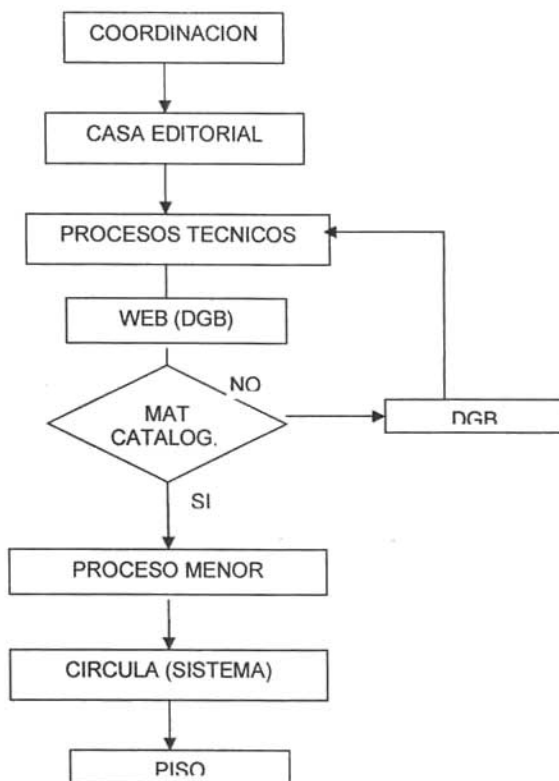 COORDINACION
CASA EDITORIAL
PROCESOS TECNICOS
WEB (DGB)
NO
MAT
CATALOG.
DGB
SI
PROCESO MENOR
CIRCULA (SISTEMA)
PISO